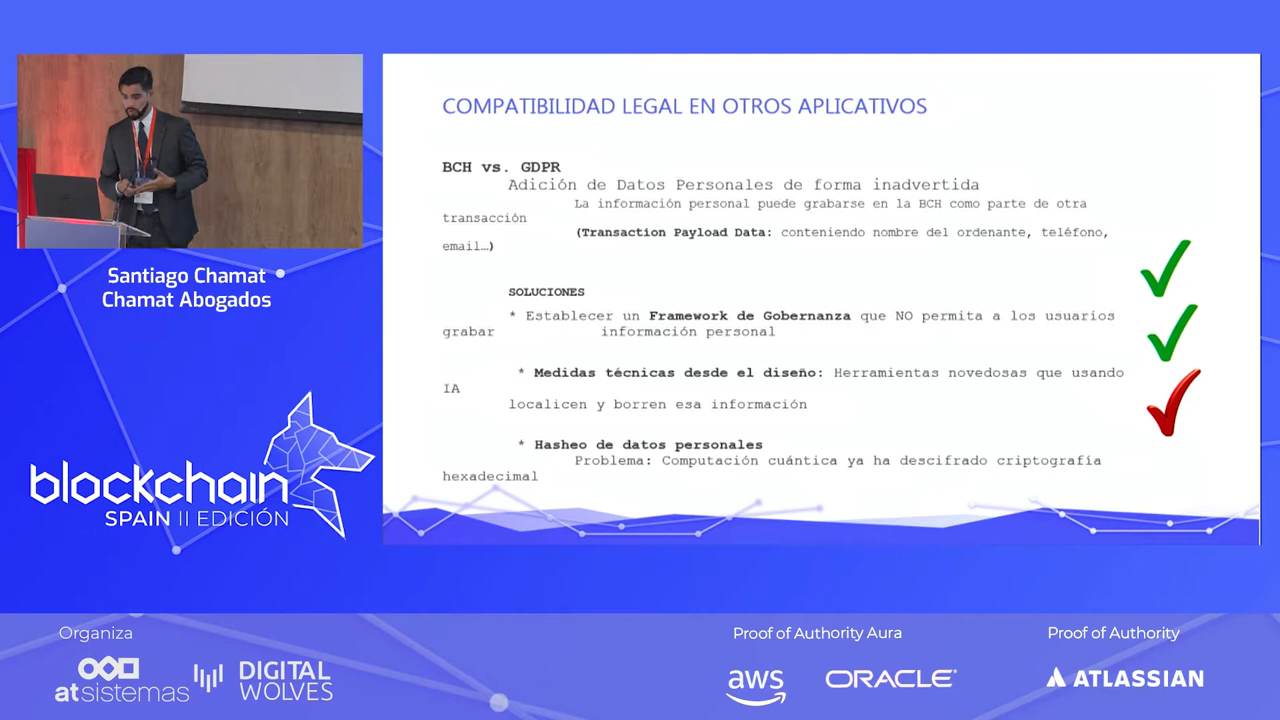 COMPATIBILIDAD LEGAL EN OTROS APLICATIVOS
BCH vs. GDPR
Adición de Datos Personales de forma inadvertida
La información personal puede grabarse en la BCH como parte de otra
transacción
(Transaction Payload Data: conteniendo nombre del ordenante, teléfono,
email…)
SOLUCIONES
* Establecer un Framework de Gobernanza que NO permita a los usuarios
grabar información personal
* Medidas técnicas desde el diseño: Herramientas novedosas que usando
IA
localicen y borren esa información
* Hasheo de datos personales
Problema: Computación cuántica ya ha descifrado criptografía
hexadecimal
Santiago Chamat
Chamat Abogados
blockchain
SPAIN II EDICIÓN
Organiza
atsistemas
DIGITAL
WOLVES
Proof of Authority Aura
aws
ORACLE
Proof of Authority
ATLASSIAN